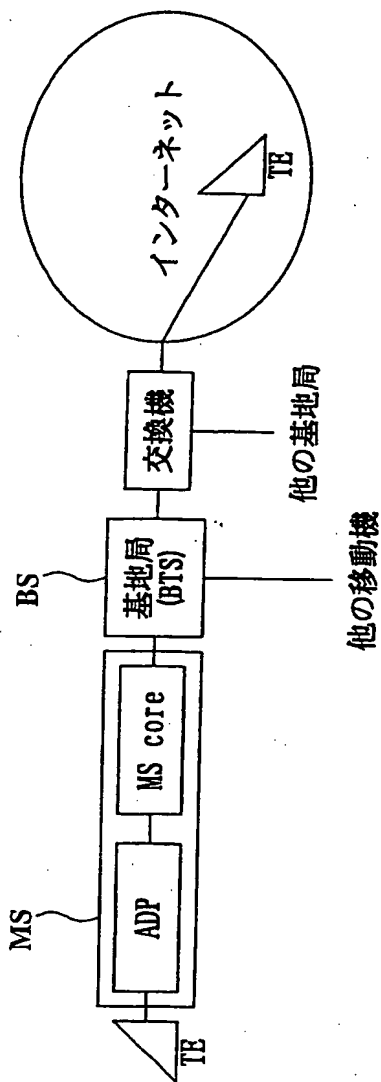 MS
BS
TE
ADP
MS core
基地局
(BTS)
交換機
インターネット
TE
他の移動機
他の基地局